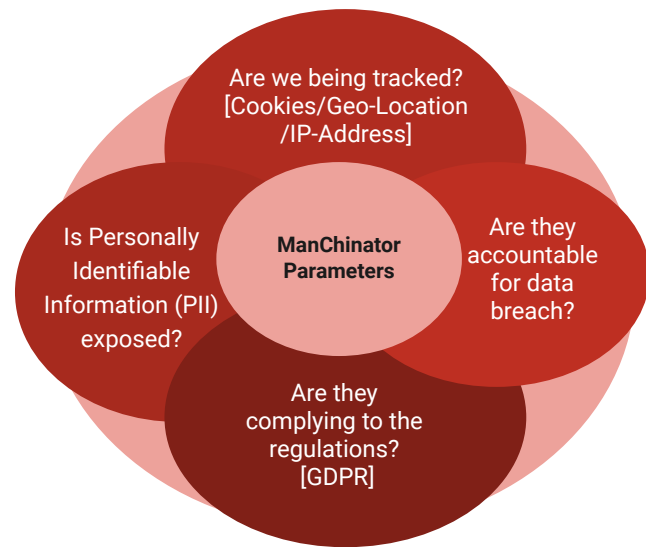 Are we being tracked?
[Cookies/Geo-Location
/IP-Address]
Is Personally
Identifiable
Information (PII)
exposed?
ManChinator
Parameters
Are they
accountable
for data
breach?
Are they
complying to the
regulations?
[GDPR]